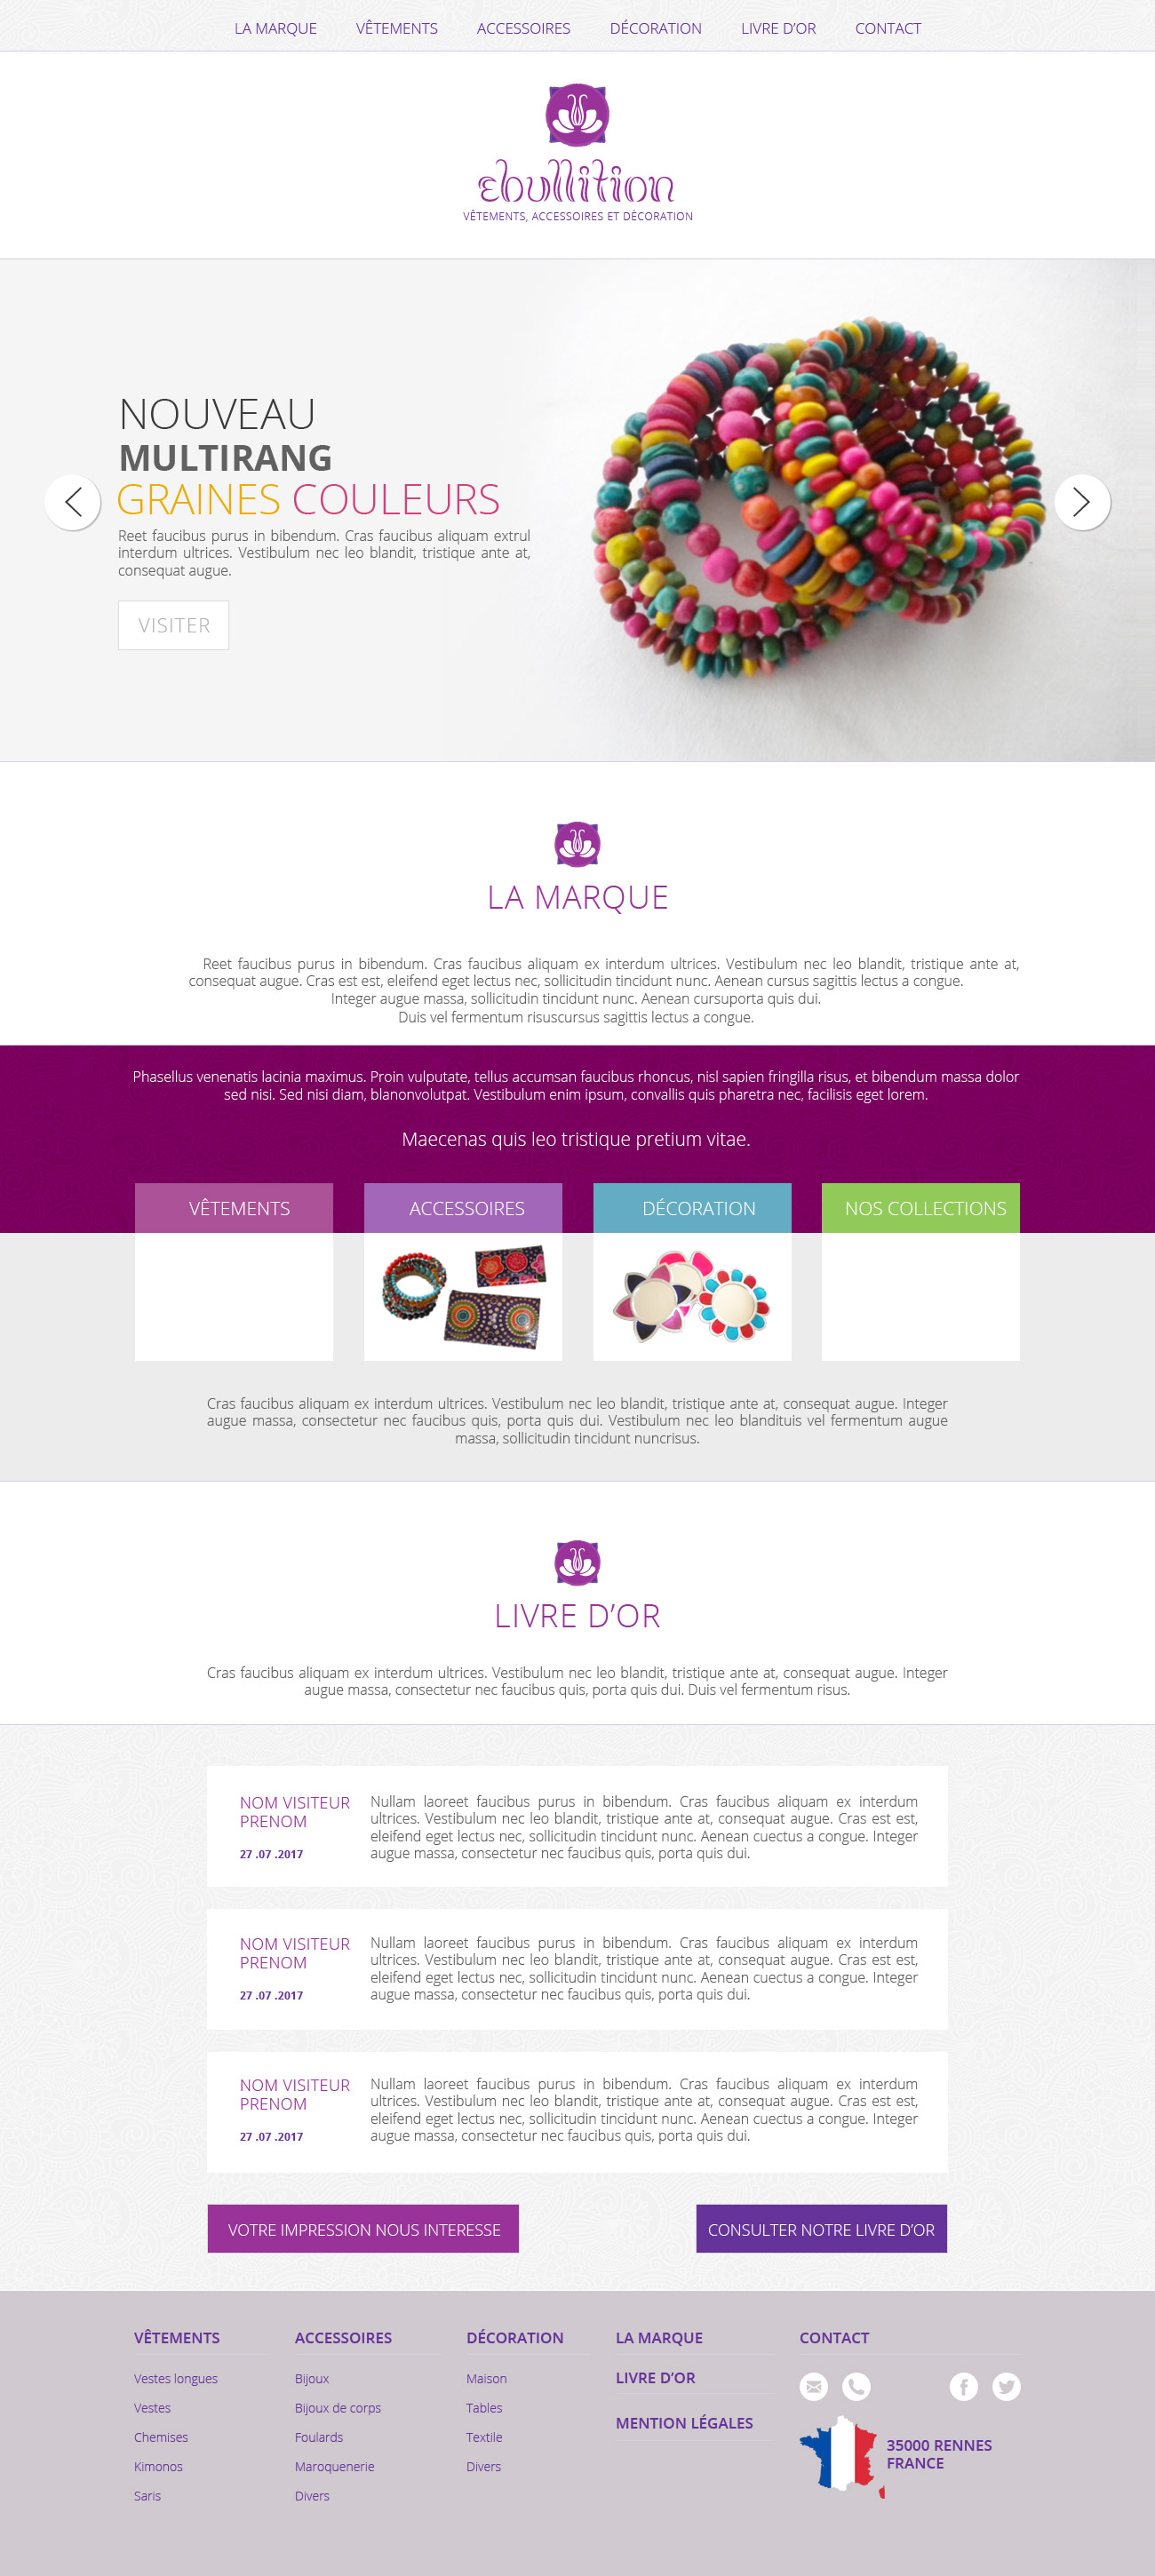 LA MARQUE VÊTEMENTS ACCESSOIRES DÉCORATION LIVRE D’OR CONTACT
ebullition
VÊTEMENTS, ACCESSOIRES ET DÉCORATION
NOUVEAU
MULTIRANG
GRAINES COULEURS
Reet faucibus purus in bibendum. Cras faucibus aliquam extrul
interdum ultrices. Vestibulum nec leo blandit, tristique ante at,
consequat augue.
VISITER
LA MARQUE
Reet faucibus purus in bibendum. Cras faucibus aliquam ex interdum ultrices. Vestibulum nec leo blandit, tristique ante at,
consequat augue. Cras est est, eleifend eget lectus nec, sollicitudin tincidunt nunc. Aenean cursus sagittis lectus a congue.
Integer augue massa, sollicitudin tincidunt nunc. Aenean cursuporta quis dui.
Duis vel fermentum risuscursus sagittis lectus a congue.
Phasellus venenatis lacinia maximus. Proin vulputate, tellus accumsan faucibus rhoncus, nisl sapien fringilla risus, et bibendum massa dolor
sed nisi. Sed nisi diam, blanonvolutpat. Vestibulum enim ipsum, convallis quis pharetra nec, facilisis eget lorem.
Maecenas quis leo tristique pretium vitae.
VÊTEMENTS ACCESSOIRES DÉCORATION NOS COLLECTIONS
Cras faucibus aliquam ex interdum ultrices. Vestibulum nec leo blandit, tristique ante at, consequat augue. Integer
augue massa, consectetur nec faucibus quis, porta quis dui. Vestibulum nec leo blandituis vel fermentum augue
massa, sollicitudin tincidunt nuncrisus.
LIVRE D’OR
Cras faucibus aliquam ex interdum ultrices. Vestibulum nec leo blandit, tristique ante at, consequat augue. Integer
augue massa, consectetur nec faucibus quis, porta quis dui. Duis vel fermentum risus.
NOM VISITEUR
PRENOM
27 .07 .2017
Nullam laoreet faucibus purus in bibendum. Cras faucibus aliquam ex interdum
ultrices. Vestibulum nec leo blandit, tristique ante at, consequat augue. Cras est est,
eleifend eget lectus nec, sollicitudin tincidunt nunc. Aenean cuectus a congue. Integer
augue massa, consectetur nec faucibus quis, porta quis dui.
NOM VISITEUR
PRENOM
27 .07 .2017
Nullam laoreet faucibus purus in bibendum. Cras faucibus aliquam ex interdum
ultrices. Vestibulum nec leo blandit, tristique ante at, consequat augue. Cras est est,
eleifend eget lectus nec, sollicitudin tincidunt nunc. Aenean cuectus a congue. Integer
augue massa, consectetur nec faucibus quis, porta quis dui.
NOM VISITEUR
PRENOM
27 .07 .2017
Nullam laoreet faucibus purus in bibendum. Cras faucibus aliquam ex interdum
ultrices. Vestibulum nec leo blandit, tristique ante at, consequat augue. Cras est est,
eleifend eget lectus nec, sollicitudin tincidunt nunc. Aenean cuectus a congue. Integer
augue massa, consectetur nec faucibus quis, porta quis dui.
VOTRE IMPRESSION NOUS INTERESSE CONSULTER NOTRE LIVRE D’OR
VÊTEMENTS
Vestes longues
Vestes
Chemises
Kimonos
Saris
ACCESSOIRES
Bijoux
Bijoux de corps
Foulards
Maroquenerie
Divers
DÉCORATION
Maison
Tables
Textile
Divers
LA MARQUE
LIVRE D’OR
MENTION LÉGALES
CONTACT
35000 RENNES
FRANCE